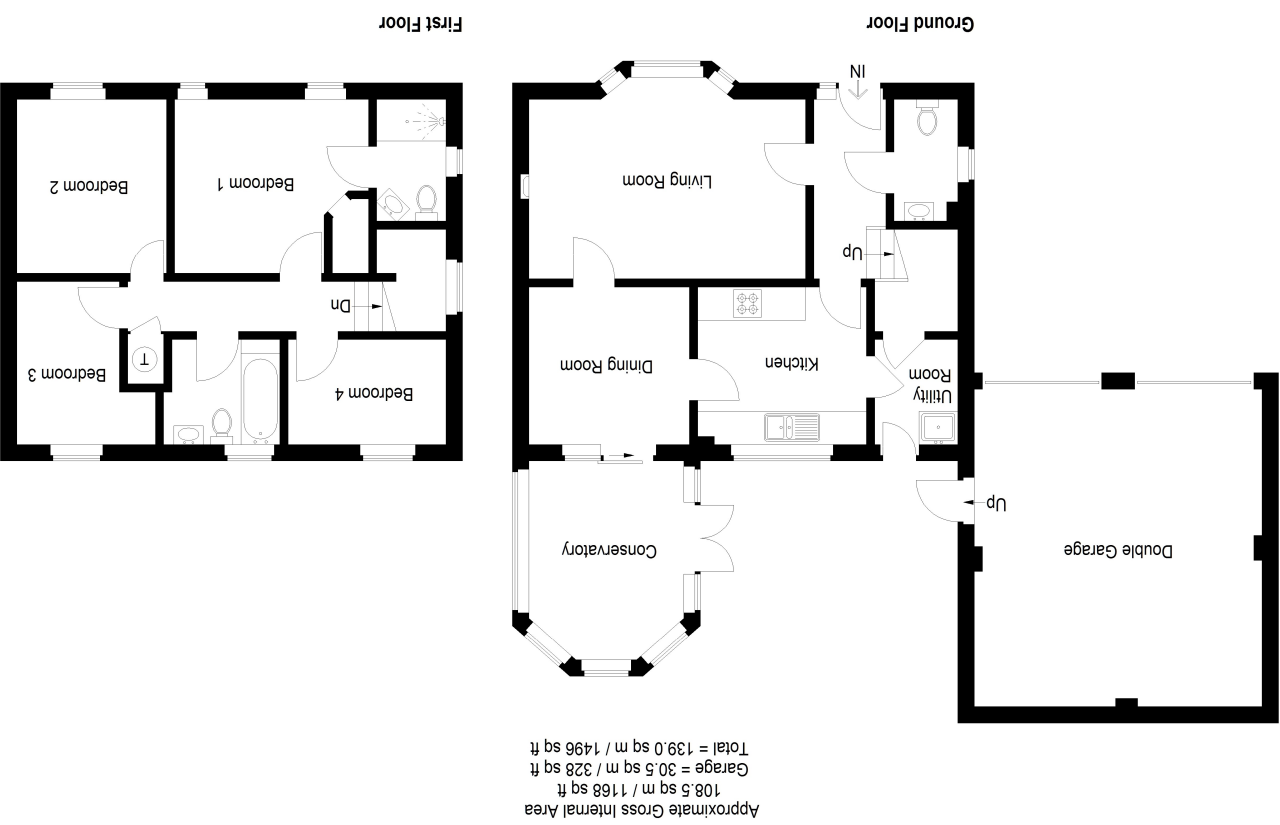 Approximate Gross Internal Area
108.5 sq m / 1168 sq ft
Garage = 30.5 sq m / 328 sq ft
Total = 139.0 sq m / 1496 sq ft
Double Garage
Up
Conservatory
Utility
Room
Kitchen
Dining Room
Up
Living Room
IN
Ground Floor
Bedroom 4
T
Bedroom 3
Dn
Bedroom 1
Bedroom 2
First Floor